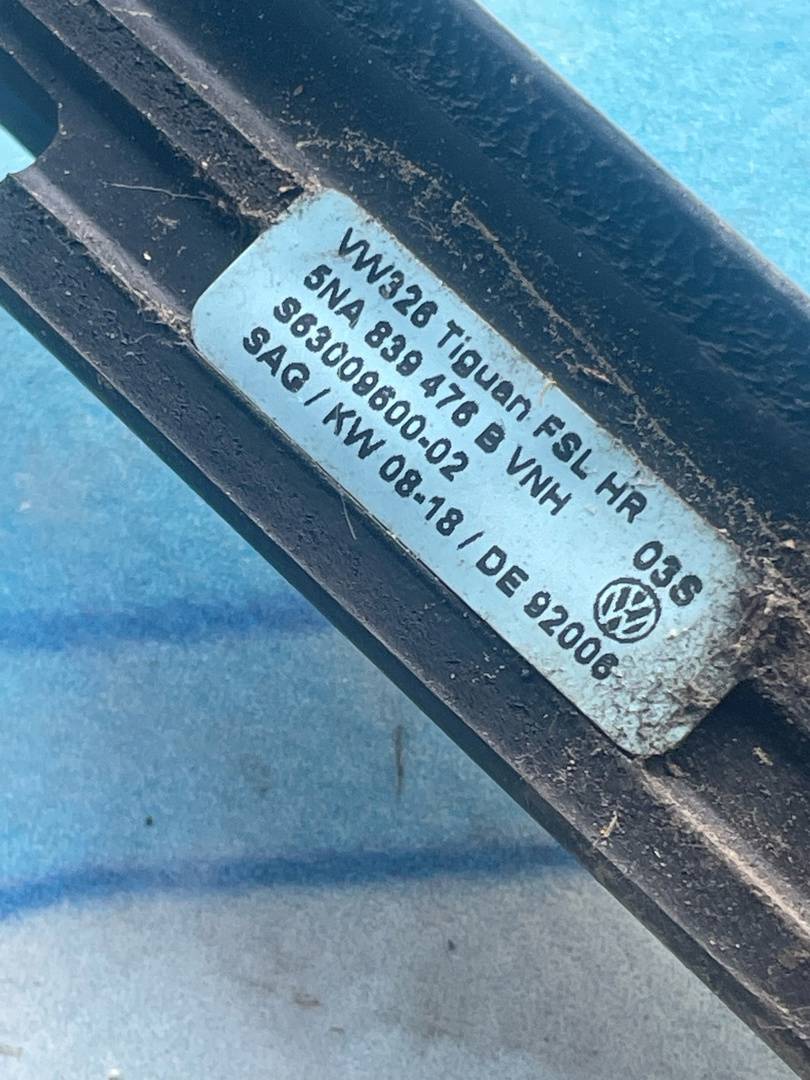 VW326 Tiguan FSL HR
5NA 839 476 B VNH
S63009600-02 03S
SAG / KW 08-18 / DE 92006